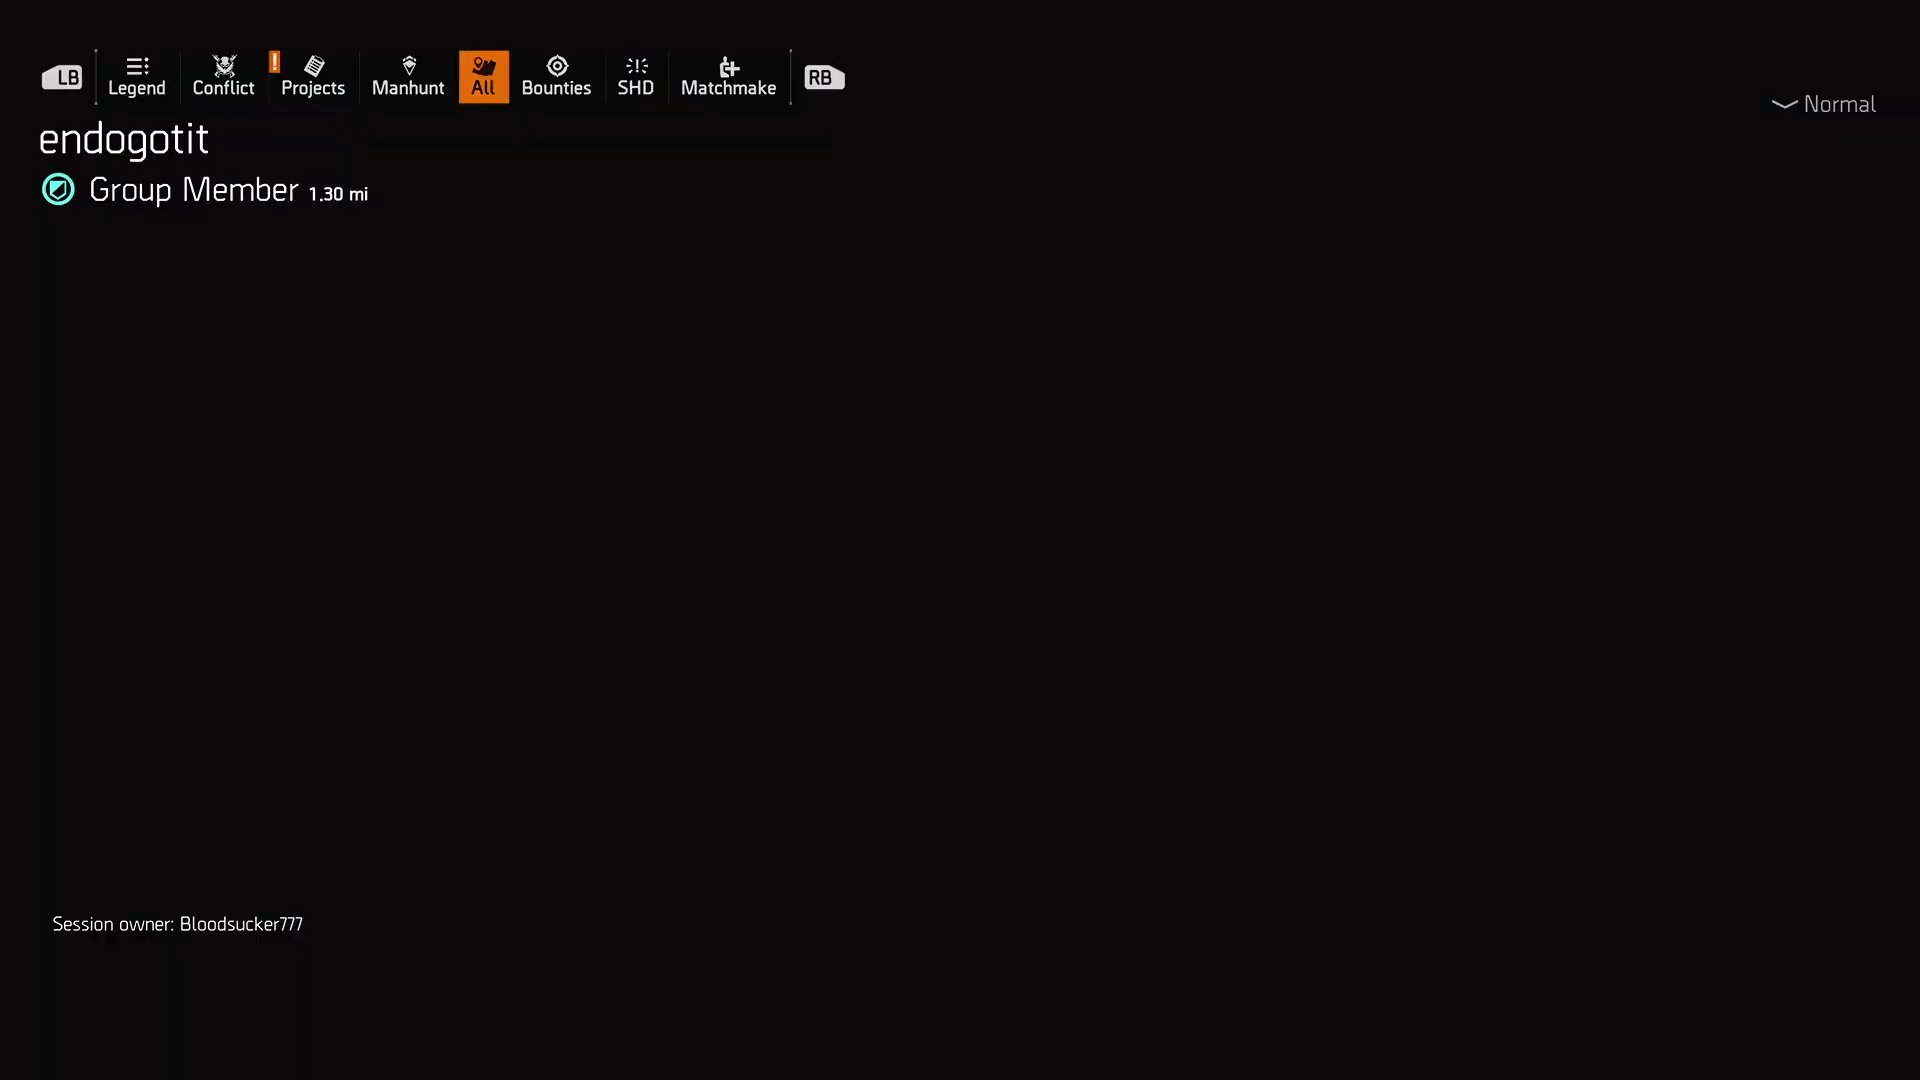 LB Legend Conflict ! Projects Manhunt All Bounties SHD Matchmake RB
Normal
endogotit
Group Member 1.30 mi
Session owner: Bloodsucker777